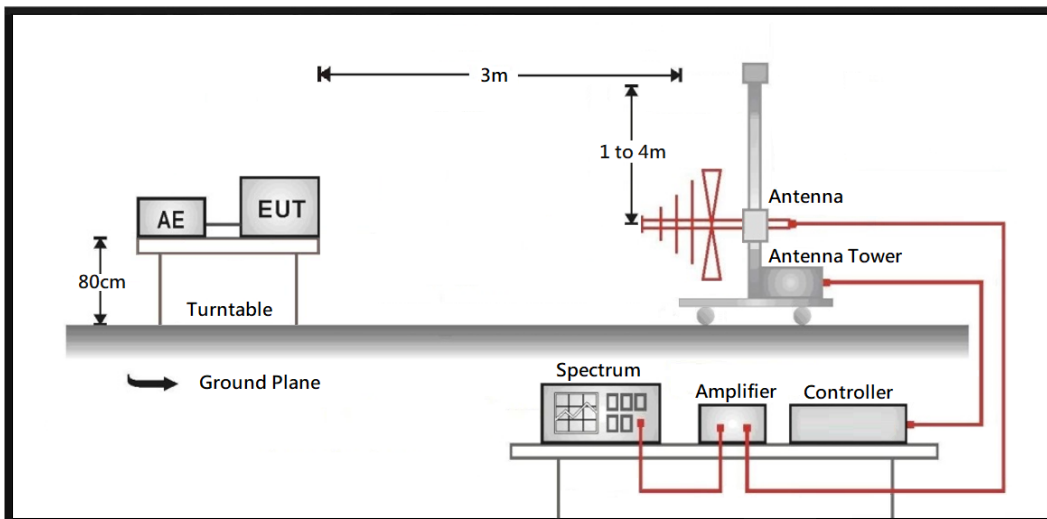 3m
1 to 4m
Antenna
AE
EUT
Antenna Tower
80cm
Turntable
Ground Plane
Spectrum
Amplifier
Controller